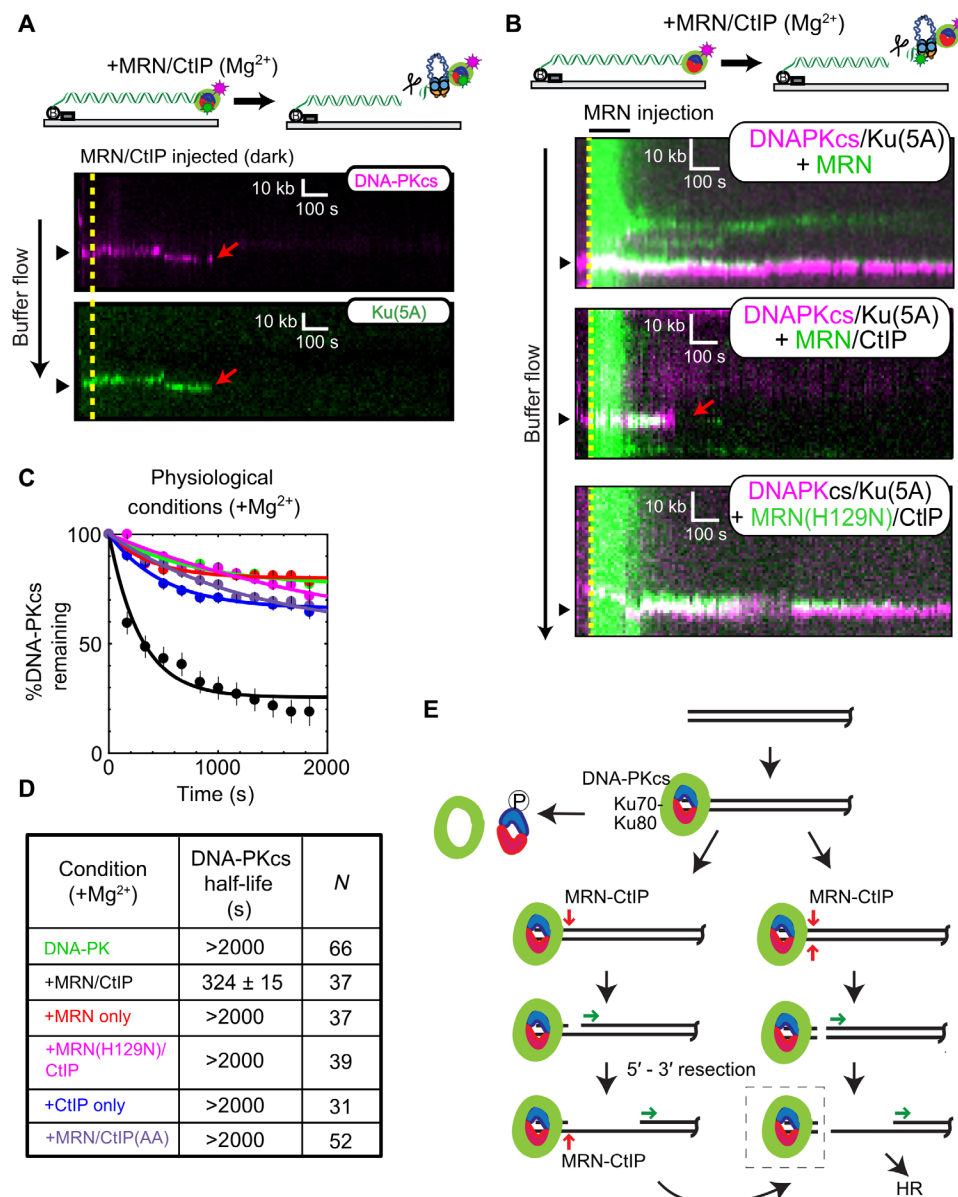 A
+MRN/CtIP (Mg²⁺)
MRN/CtIP injected (dark)
10 kb
100 s
DNA-PKcs
Buffer flow
10 kb
100 s
Ku(5A)
B
+MRN/CtIP (Mg²⁺)
MRN injection
10 kb
100 s
DNAPKcs/Ku(5A)
+ MRN
Buffer flow
10 kb
100 s
DNAPKcs/Ku(5A)
+ MRN/CtIP
10 kb
100 s
DNAPKcs/Ku(5A)
+ MRN(H129N)/CtIP
C
Physiological
conditions (+Mg²⁺)
%DNA-PKcs
remaining
100
50
0
0
1000
2000
Time (s)
D
Condition
(+Mg²⁺)
DNA-PKcs
half-life
(s)
N
DNA-PK
>2000
66
+MRN/CtIP
324 ± 15
37
+MRN only
>2000
37
+MRN(H129N)/
CtIP
>2000
39
+CtIP only
>2000
31
+MRN/CtIP(AA)
>2000
52
E
DNA-PKcs
Ku70-
Ku80
P
MRN-CtIP
MRN-CtIP
5′ - 3′ resection
MRN-CtIP
HR